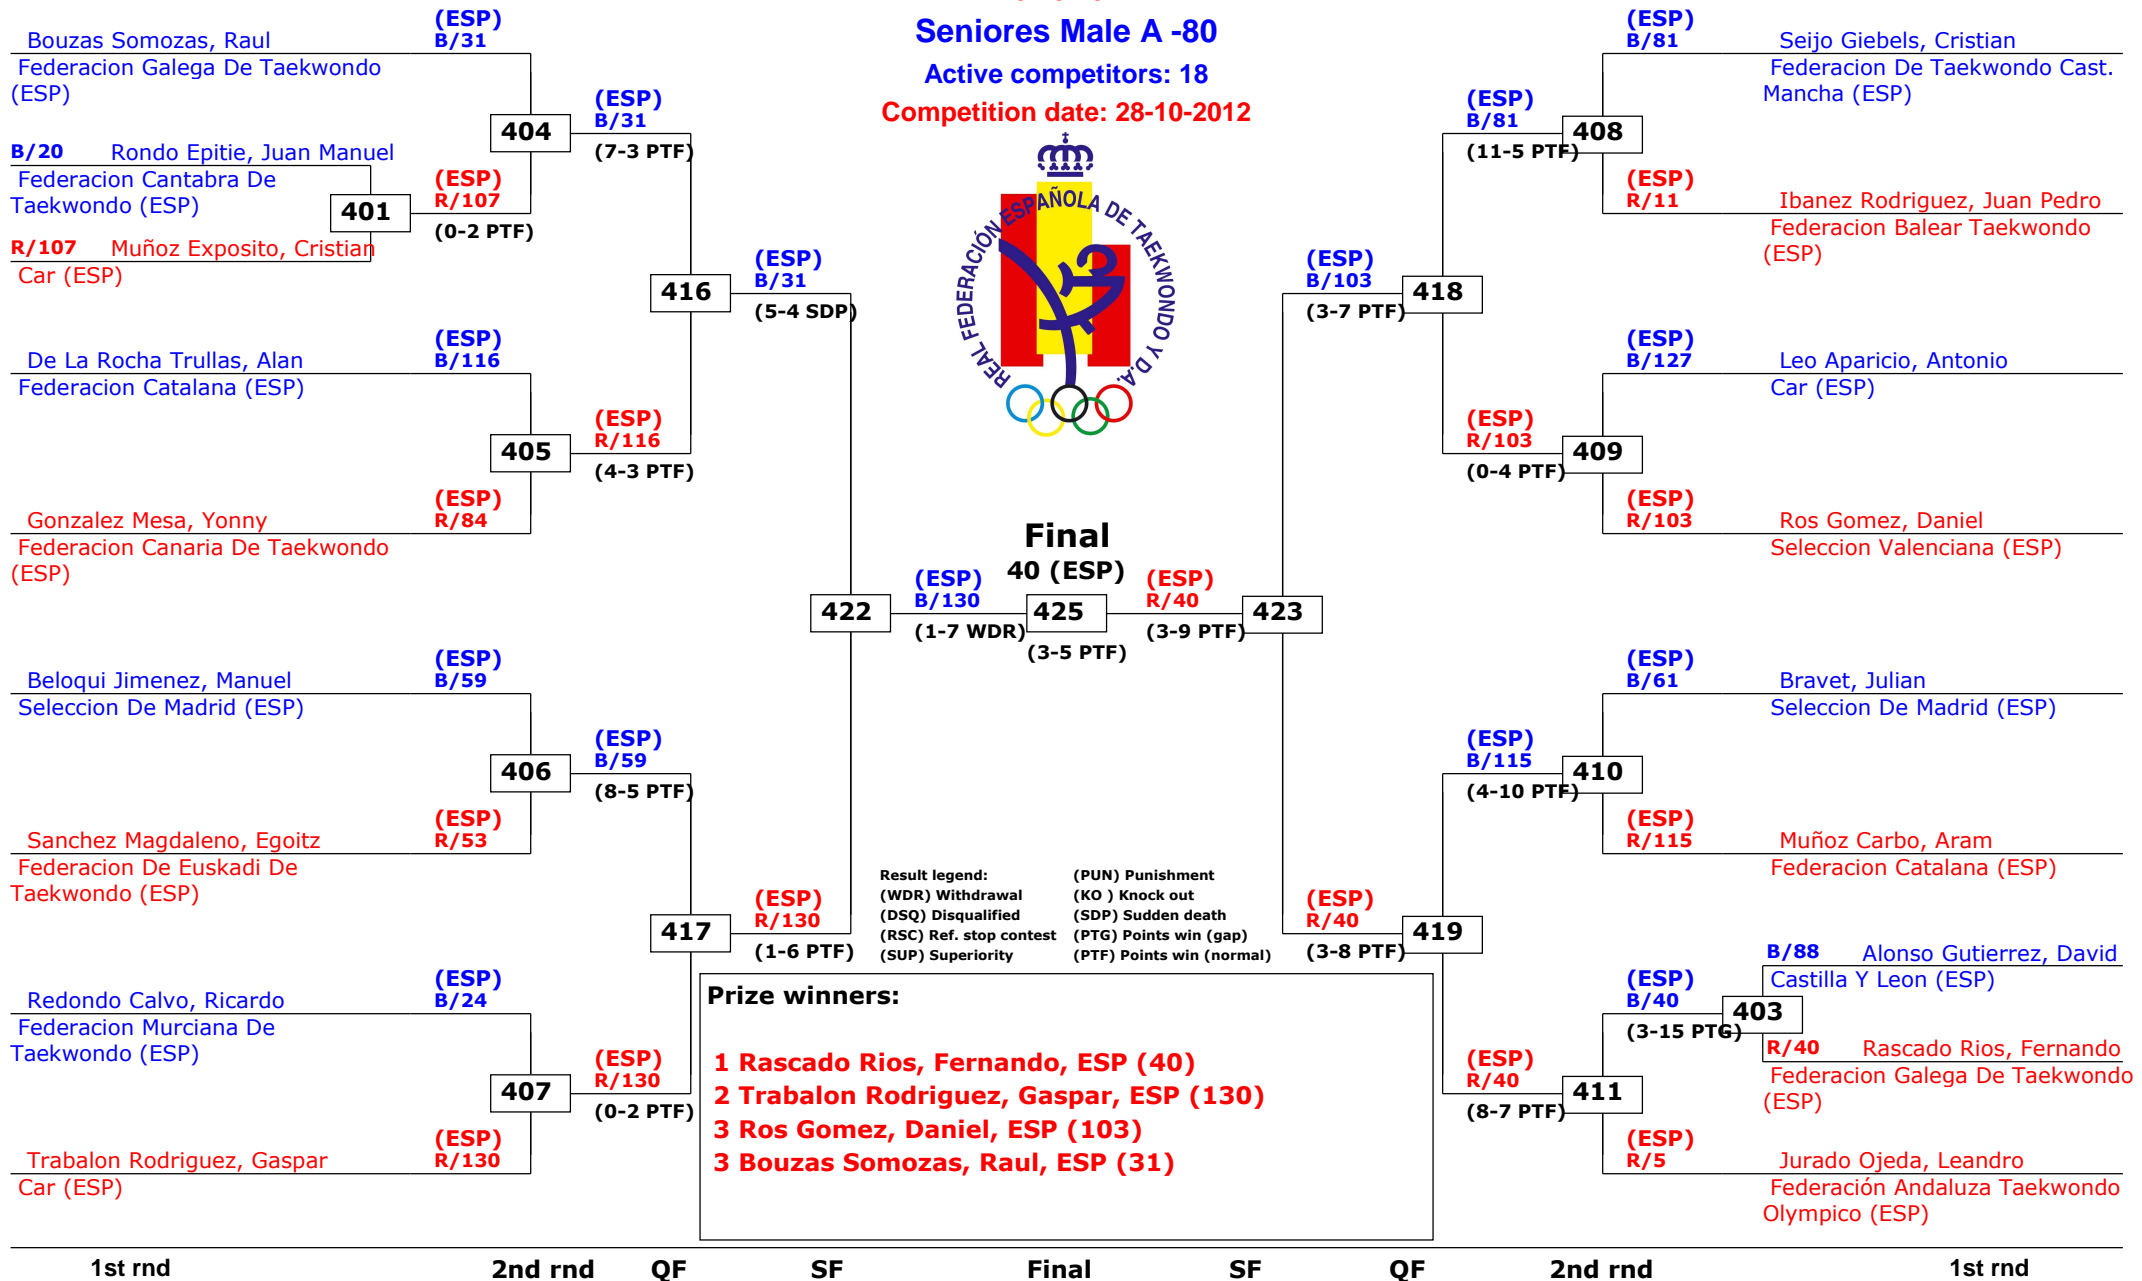 Seniores Male A -80
Active competitors: 18
Competition date: 28-10-2012
REAL FEDERACIÓN ESPAÑOLA DE TAEKWONDO Y D.A.
(ESP)
Bouzas Somozas, Raul B/31
Federacion Galega De Taekwondo
(ESP)
404
(ESP)
B/31
(7-3 PTF)
B/20 Rondo Epitie, Juan Manuel
Federacion Cantabra De
Taekwondo (ESP)
401
(ESP)
R/107
(0-2 PTF)
R/107 Muñoz Exposito, Cristian
Car (ESP)
416
(ESP)
B/31
(5-4 SDP)
(ESP)
De La Rocha Trullas, Alan B/116
Federacion Catalana (ESP)
405
(ESP)
R/116
(4-3 PTF)
(ESP)
Gonzalez Mesa, Yonny R/84
Federacion Canaria De Taekwondo
(ESP)
422
(ESP)
B/130
(1-7 WDR)
(ESP)
Beloqui Jimenez, Manuel B/59
Seleccion De Madrid (ESP)
406
(ESP)
B/59
(8-5 PTF)
(ESP)
Sanchez Magdaleno, Egoitz R/53
Federacion De Euskadi De
Taekwondo (ESP)
417
(ESP)
R/130
(1-6 PTF)
(ESP)
Redondo Calvo, Ricardo B/24
Federacion Murciana De
Taekwondo (ESP)
407
(ESP)
R/130
(0-2 PTF)
(ESP)
Trabalon Rodriguez, Gaspar R/130
Car (ESP)
Final
40 (ESP)
425
(3-5 PTF)
(ESP)
R/40
(3-9 PTF)
423
(ESP)
B/81 Seijo Giebels, Cristian
Federacion De Taekwondo Cast.
Mancha (ESP)
(ESP)
B/81
(11-5 PTF)
408
(ESP)
R/11 Ibanez Rodriguez, Juan Pedro
Federacion Balear Taekwondo
(ESP)
(ESP)
B/103
(3-7 PTF)
418
(ESP)
B/127 Leo Aparicio, Antonio
Car (ESP)
(ESP)
R/103
(0-4 PTF)
409
(ESP)
R/103 Ros Gomez, Daniel
Seleccion Valenciana (ESP)
(ESP)
B/61 Bravet, Julian
Seleccion De Madrid (ESP)
(ESP)
B/115
(4-10 PTF)
410
(ESP)
R/115 Muñoz Carbo, Aram
Federacion Catalana (ESP)
(ESP)
R/40
(3-8 PTF)
419
B/88 Alonso Gutierrez, David
Castilla Y Leon (ESP)
(ESP)
B/40
(3-15 PTG)
403
R/40 Rascado Rios, Fernando
Federacion Galega De Taekwondo
(ESP)
(ESP)
R/40
(8-7 PTF)
411
(ESP)
R/5 Jurado Ojeda, Leandro
Federación Andaluza Taekwondo
Olympico (ESP)
Result legend:
(WDR) Withdrawal
(DSQ) Disqualified
(RSC) Ref. stop contest
(SUP) Superiority
(PUN) Punishment
(KO ) Knock out
(SDP) Sudden death
(PTG) Points win (gap)
(PTF) Points win (normal)
Prize winners:
1 Rascado Rios, Fernando, ESP (40)
2 Trabalon Rodriguez, Gaspar, ESP (130)
3 Ros Gomez, Daniel, ESP (103)
3 Bouzas Somozas, Raul, ESP (31)
1st rnd 2nd rnd QF SF Final SF QF 2nd rnd 1st rnd